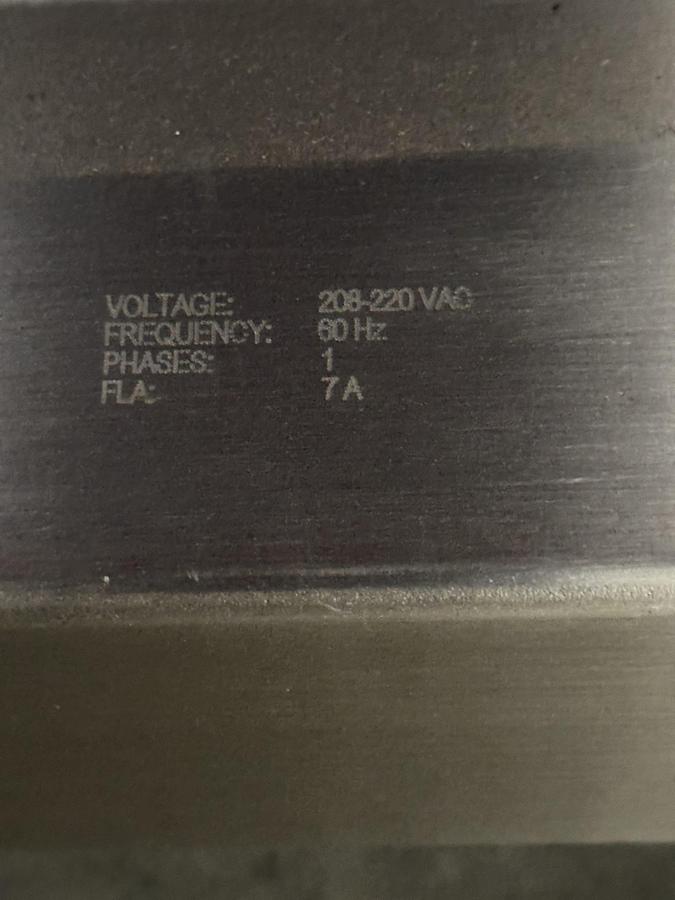 VOLTAGE: 208-220 VAC
FREQUENCY: 60 Hz
PHASES: 1
FLA: 7 A